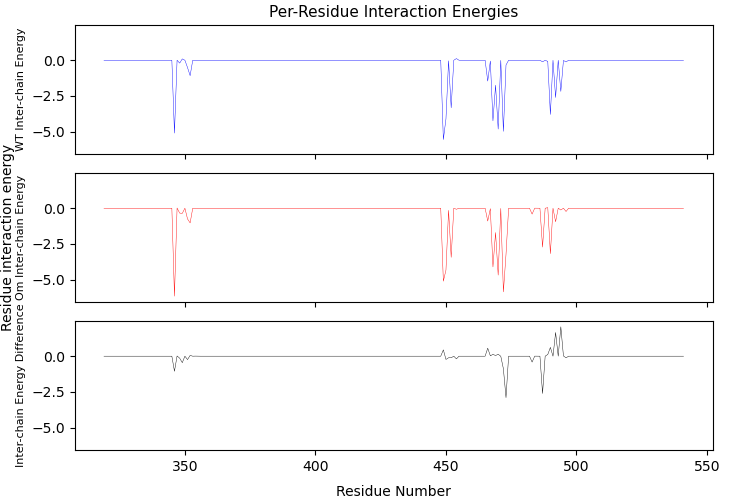 Per-Residue Interaction Energies
WT Inter-chain Energy
0.0
−2.5
−5.0
Residue interaction energy
Om Inter-chain Energy
0.0
−2.5
−5.0
Inter-chain Energy Difference
0.0
−2.5
−5.0
350 400 450 500 550
Residue Number